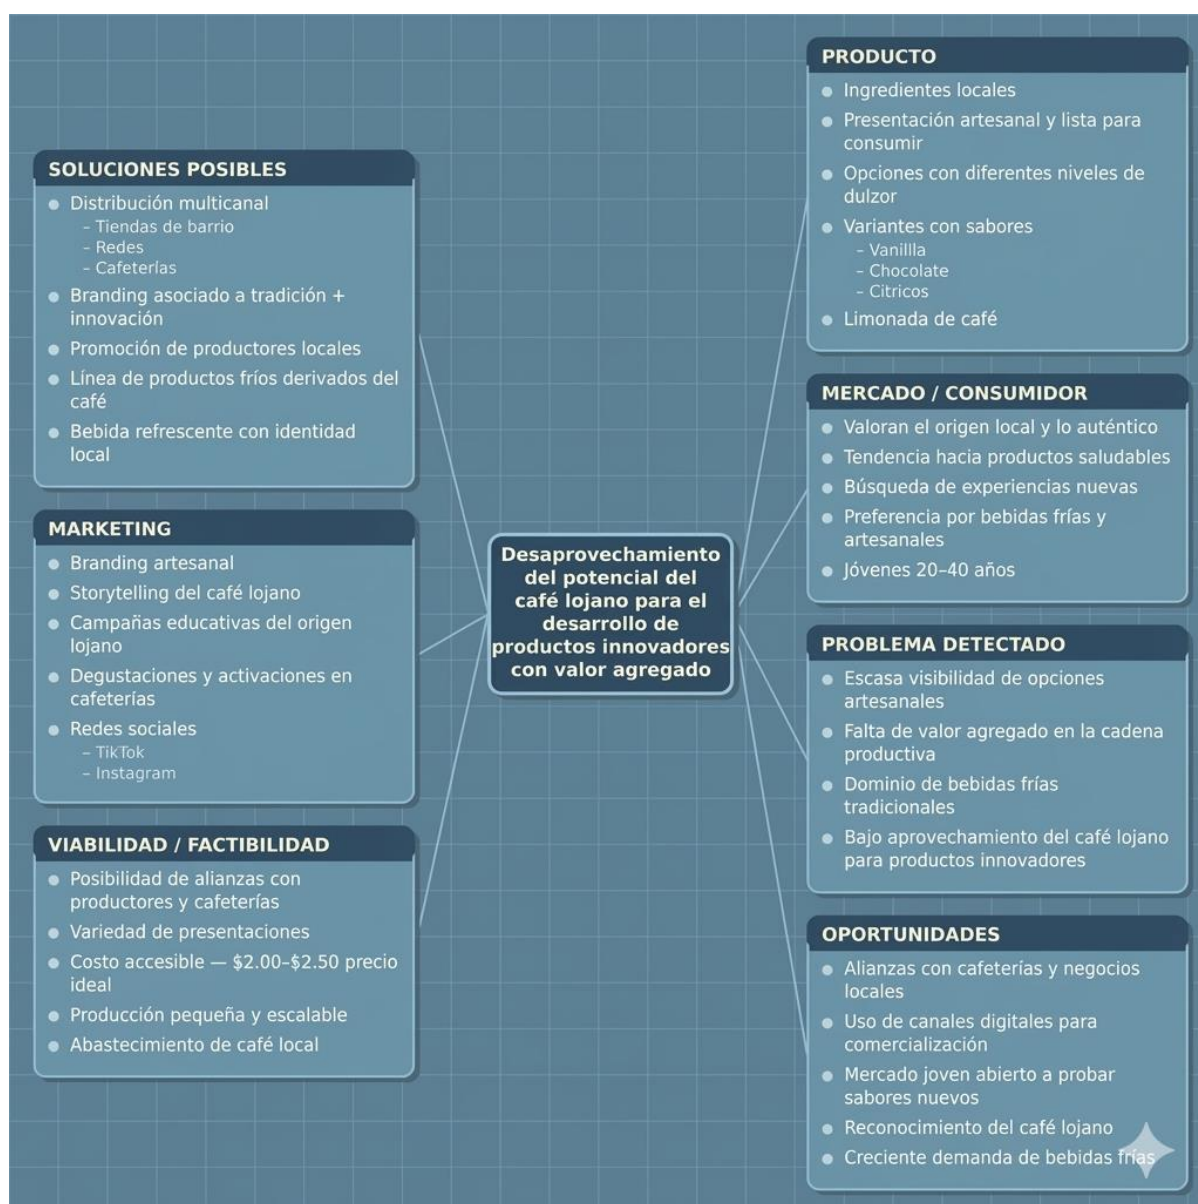 SOLUCIONES POSIBLES
Distribución multicanal
– Tiendas de barrio
– Redes
– Cafeterías
Branding asociado a tradición +
innovación
Promoción de productores locales
Línea de productos fríos derivados del
café
Bebida refrescente con identidad
local
MARKETING
Branding artesanal
Storytelling del café lojano
Campañas educativas del origen
lojano
Degustaciones y activaciones en
cafeterías
Redes sociales
– TikTok
– Instagram
VIABILIDAD / FACTIBILIDAD
Posibilidad de alianzas con
productores y cafeterías
Variedad de presentaciones
Costo accesible — $2.00–$2.50 precio
ideal
Producción pequeña y escalable
Abastecimiento de café local
Desaprovechamiento
del potencial del
café lojano para el
desarrollo de
productos innovadores
con valor agregado
PRODUCTO
Ingredientes locales
Presentación artesanal y lista para
consumir
Opciones con diferentes niveles de
dulzor
Variantes con sabores
– Vanillla
– Chocolate
– Citricos
Limonada de café
MERCADO / CONSUMIDOR
Valoran el origen local y lo auténtico
Tendencia hacia productos saludables
Búsqueda de experiencias nuevas
Preferencia por bebidas frías y
artesanales
Jóvenes 20–40 años
PROBLEMA DETECTADO
Escasa visibilidad de opciones
artesanales
Falta de valor agregado en la cadena
productiva
Dominio de bebidas frías
tradicionales
Bajo aprovechamiento del café lojano
para productos innovadores
OPORTUNIDADES
Alianzas con cafeterías y negocios
locales
Uso de canales digitales para
comercialización
Mercado joven abierto a probar
sabores nuevos
Reconocimiento del café lojano
Creciente demanda de bebidas frías